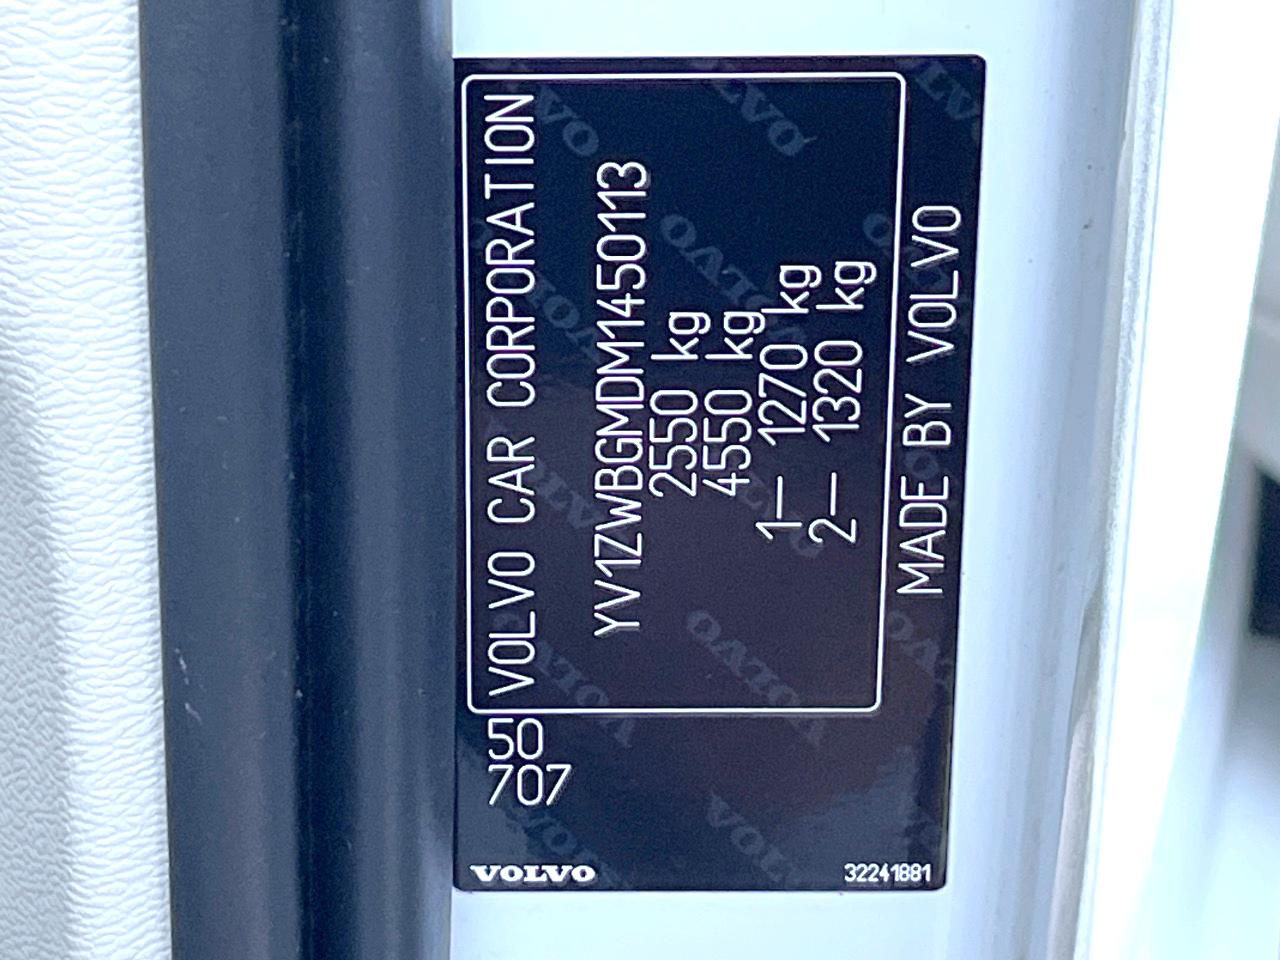 50 VOLVO CAR CORPORATION
707
YV1ZWBGMDM1450113
2550 kg
4550 kg
1— 1270 kg
2— 1320 kg
MADE BY VOLVO
VOLVO
32241881